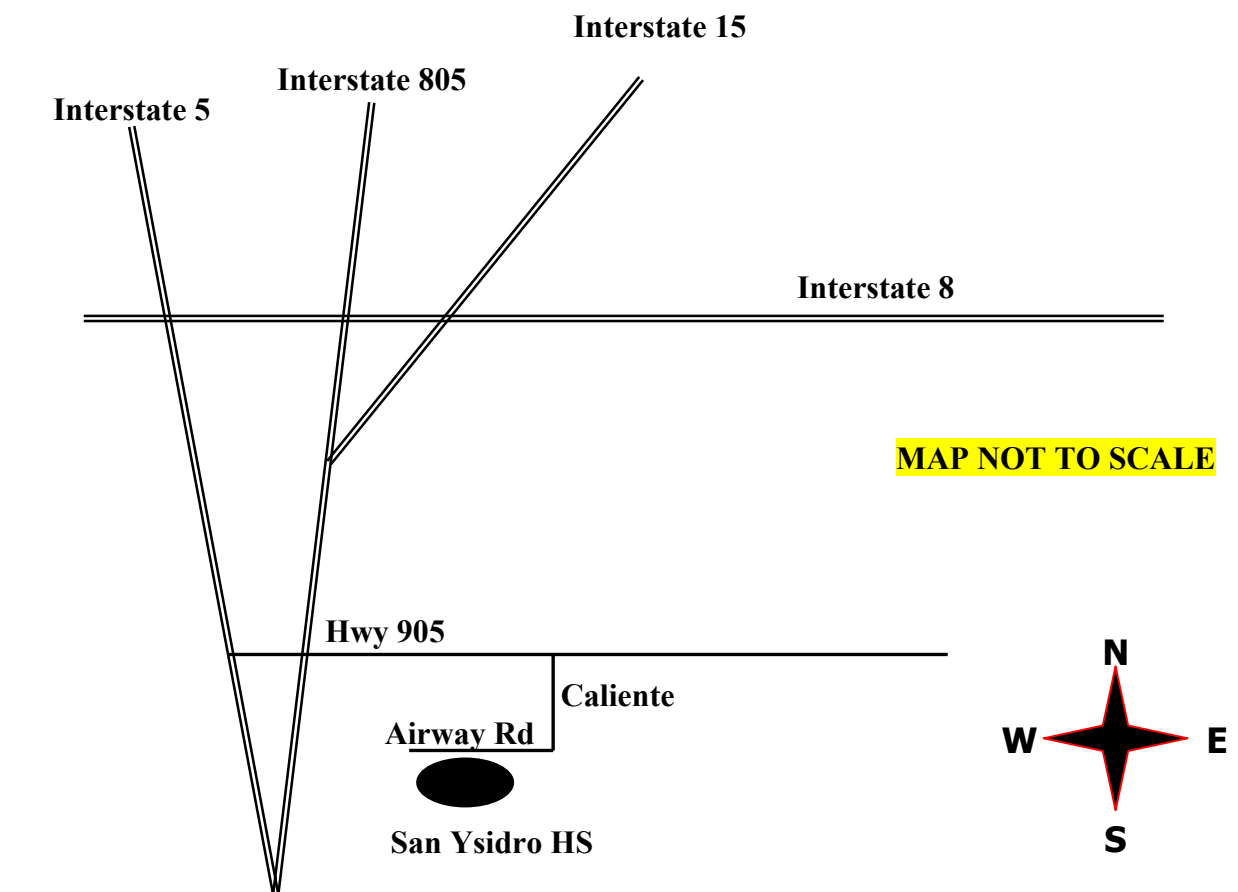 Interstate 15
Interstate 805
Interstate 5
Interstate 8
MAP NOT TO SCALE
Hwy 905
N
Caliente
Airway Rd
W
E
San Ysidro HS
S